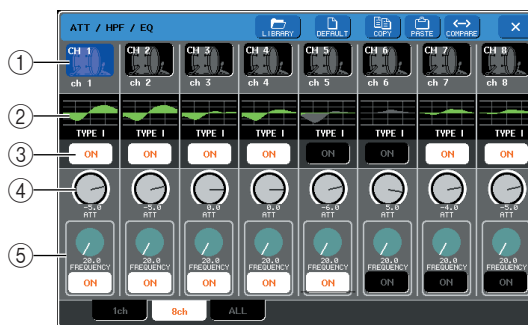 ATT / HPF / EQ LIBRARY DEFAULT COPY PASTE COMPARE ×
① CH 1 CH 2 CH 3 CH 4 CH 5 CH 6 CH 7 CH 8
ch 1 ch 2 ch 3 ch 4 ch 5 ch 6 ch 7 ch 8
②
TYPE I TYPE I TYPE I TYPE I TYPE I TYPE I TYPE I TYPE I
③ ON ON ON ON ON ON ON ON
④
-5.0 -5.0 0.0 0.0 -6.0 5.0 -4.0 -5.0
ATT ATT ATT ATT ATT ATT ATT ATT
⑤
20.0 20.0 20.0 20.0 20.0 20.0 20.0 20.0
FREQUENCY FREQUENCY FREQUENCY FREQUENCY FREQUENCY FREQUENCY FREQUENCY FREQUENCY
ON ON ON ON ON ON ON ON
1ch 8ch ALL